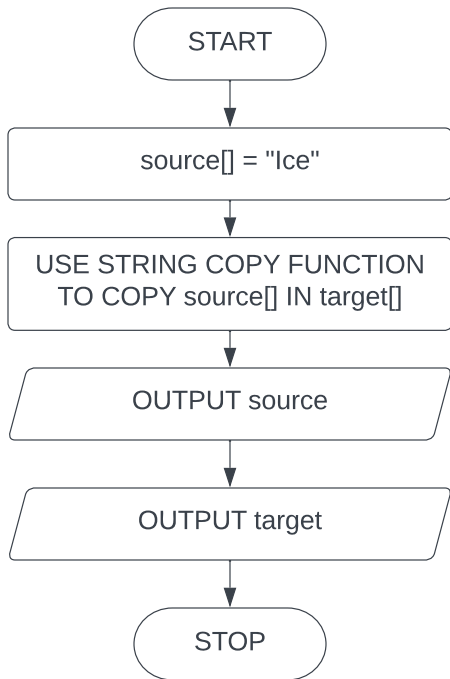 START
source[] = "Ice"
USE STRING COPY FUNCTION
TO COPY source[] IN target[]
OUTPUT source
OUTPUT target
STOP